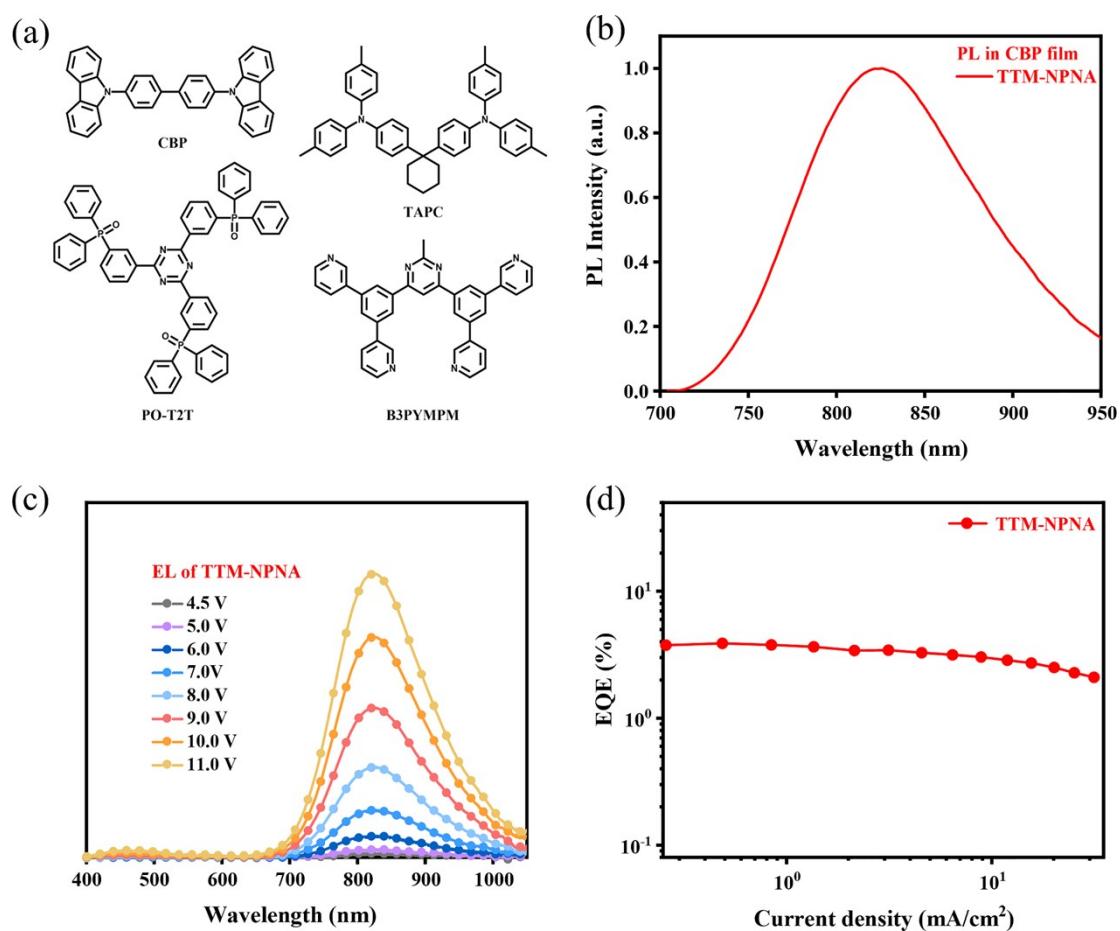 (a)
N
N
CBP
N
N
TAPC
P
O
P
O
N
N
N
O
P
PO-T2T
N
N
N
N
N
N
B3PYMPM
(b)
PL in CBP film
TTM-NPNA
PL Intensity (a.u.)
1.0
0.8
0.6
0.4
0.2
0.0
700
750
800
850
900
950
Wavelength (nm)
(c)
EL of TTM-NPNA
4.5 V
5.0 V
6.0 V
7.0V
8.0 V
9.0 V
10.0 V
11.0 V
400
500
600
700
800
900
1000
Wavelength (nm)
(d)
TTM-NPNA
EQE (%)
10¹
10⁰
10⁻¹
10⁰
10¹
Current density (mA/cm²)